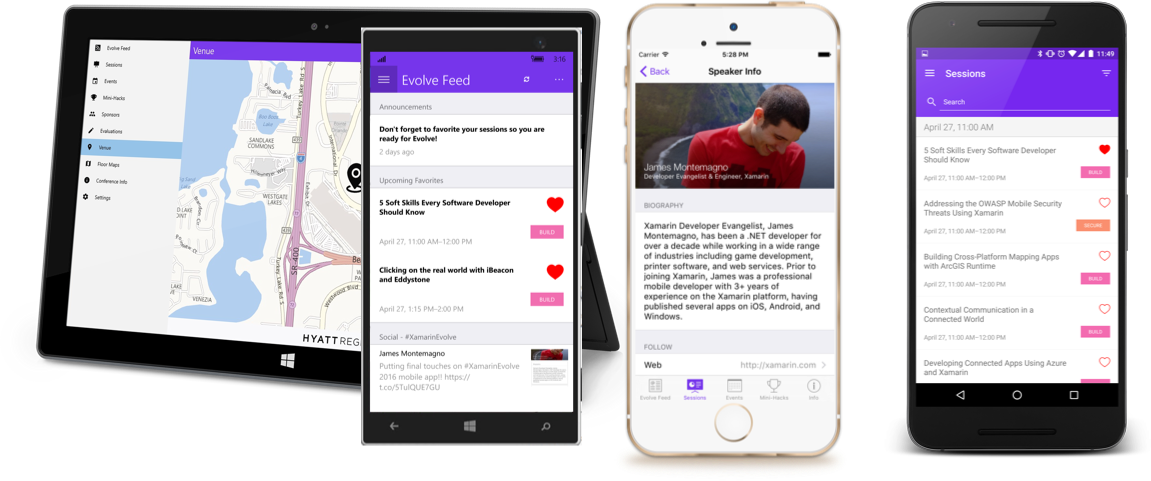 Evolve Feed
Sessions
Events
Mini-Hacks
Sponsors
Evaluations
Venue
Floor Maps
Conference Info
Settings
Venue
SANDLAKE
COMMONS
WESTGATE
LAKES
SR-400
VENEZIA
Turkey Lake Rd
HYATT REG
3:16
Evolve Feed
Announcements
Don't forget to favorite your sessions so you are
ready for Evolve!
2 days ago
Upcoming Favorites
5 Soft Skills Every Software Developer
Should Know
April 27, 11:00 AM–12:00 PM
BUILD
Clicking on the real world with iBeacon
and Eddystone
April 27, 1:15 PM–2:00 PM
BUILD
Social - #XamarinEvolve
James Montemagno
Putting final touches on #XamarinEvolve
2016 mobile app!! https://
t.co/5TulQUE7GU
Carrier
5:28 PM
Back
Speaker Info
James Montemagno
Developer Evangelist & Engineer, Xamarin
BIOGRAPHY
Xamarin Developer Evangelist, James
Montemagno, has been a .NET developer for
over a decade while working in a wide range
of industries including game development,
printer software, and web services. Prior to
joining Xamarin, James was a professional
mobile developer with 3+ years of
experience on the Xamarin platform, having
published several apps on iOS, Android, and
Windows.
FOLLOW
Web
http://xamarin.com
Evolve Feed
Sessions
Events
Mini-Hacks
Info
11:49
Sessions
Search
April 27, 11:00 AM
5 Soft Skills Every Software Developer
Should Know
April 27, 11:00 AM–12:00 PM
BUILD
Addressing the OWASP Mobile Security
Threats Using Xamarin
April 27, 11:00 AM–12:00 PM
SECURE
Building Cross-Platform Mapping Apps
with ArcGIS Runtime
April 27, 11:00 AM–12:00 PM
BUILD
Contextual Communication in a
Connected World
April 27, 11:00 AM–12:00 PM
BUILD
Developing Connected Apps Using Azure
and Xamarin